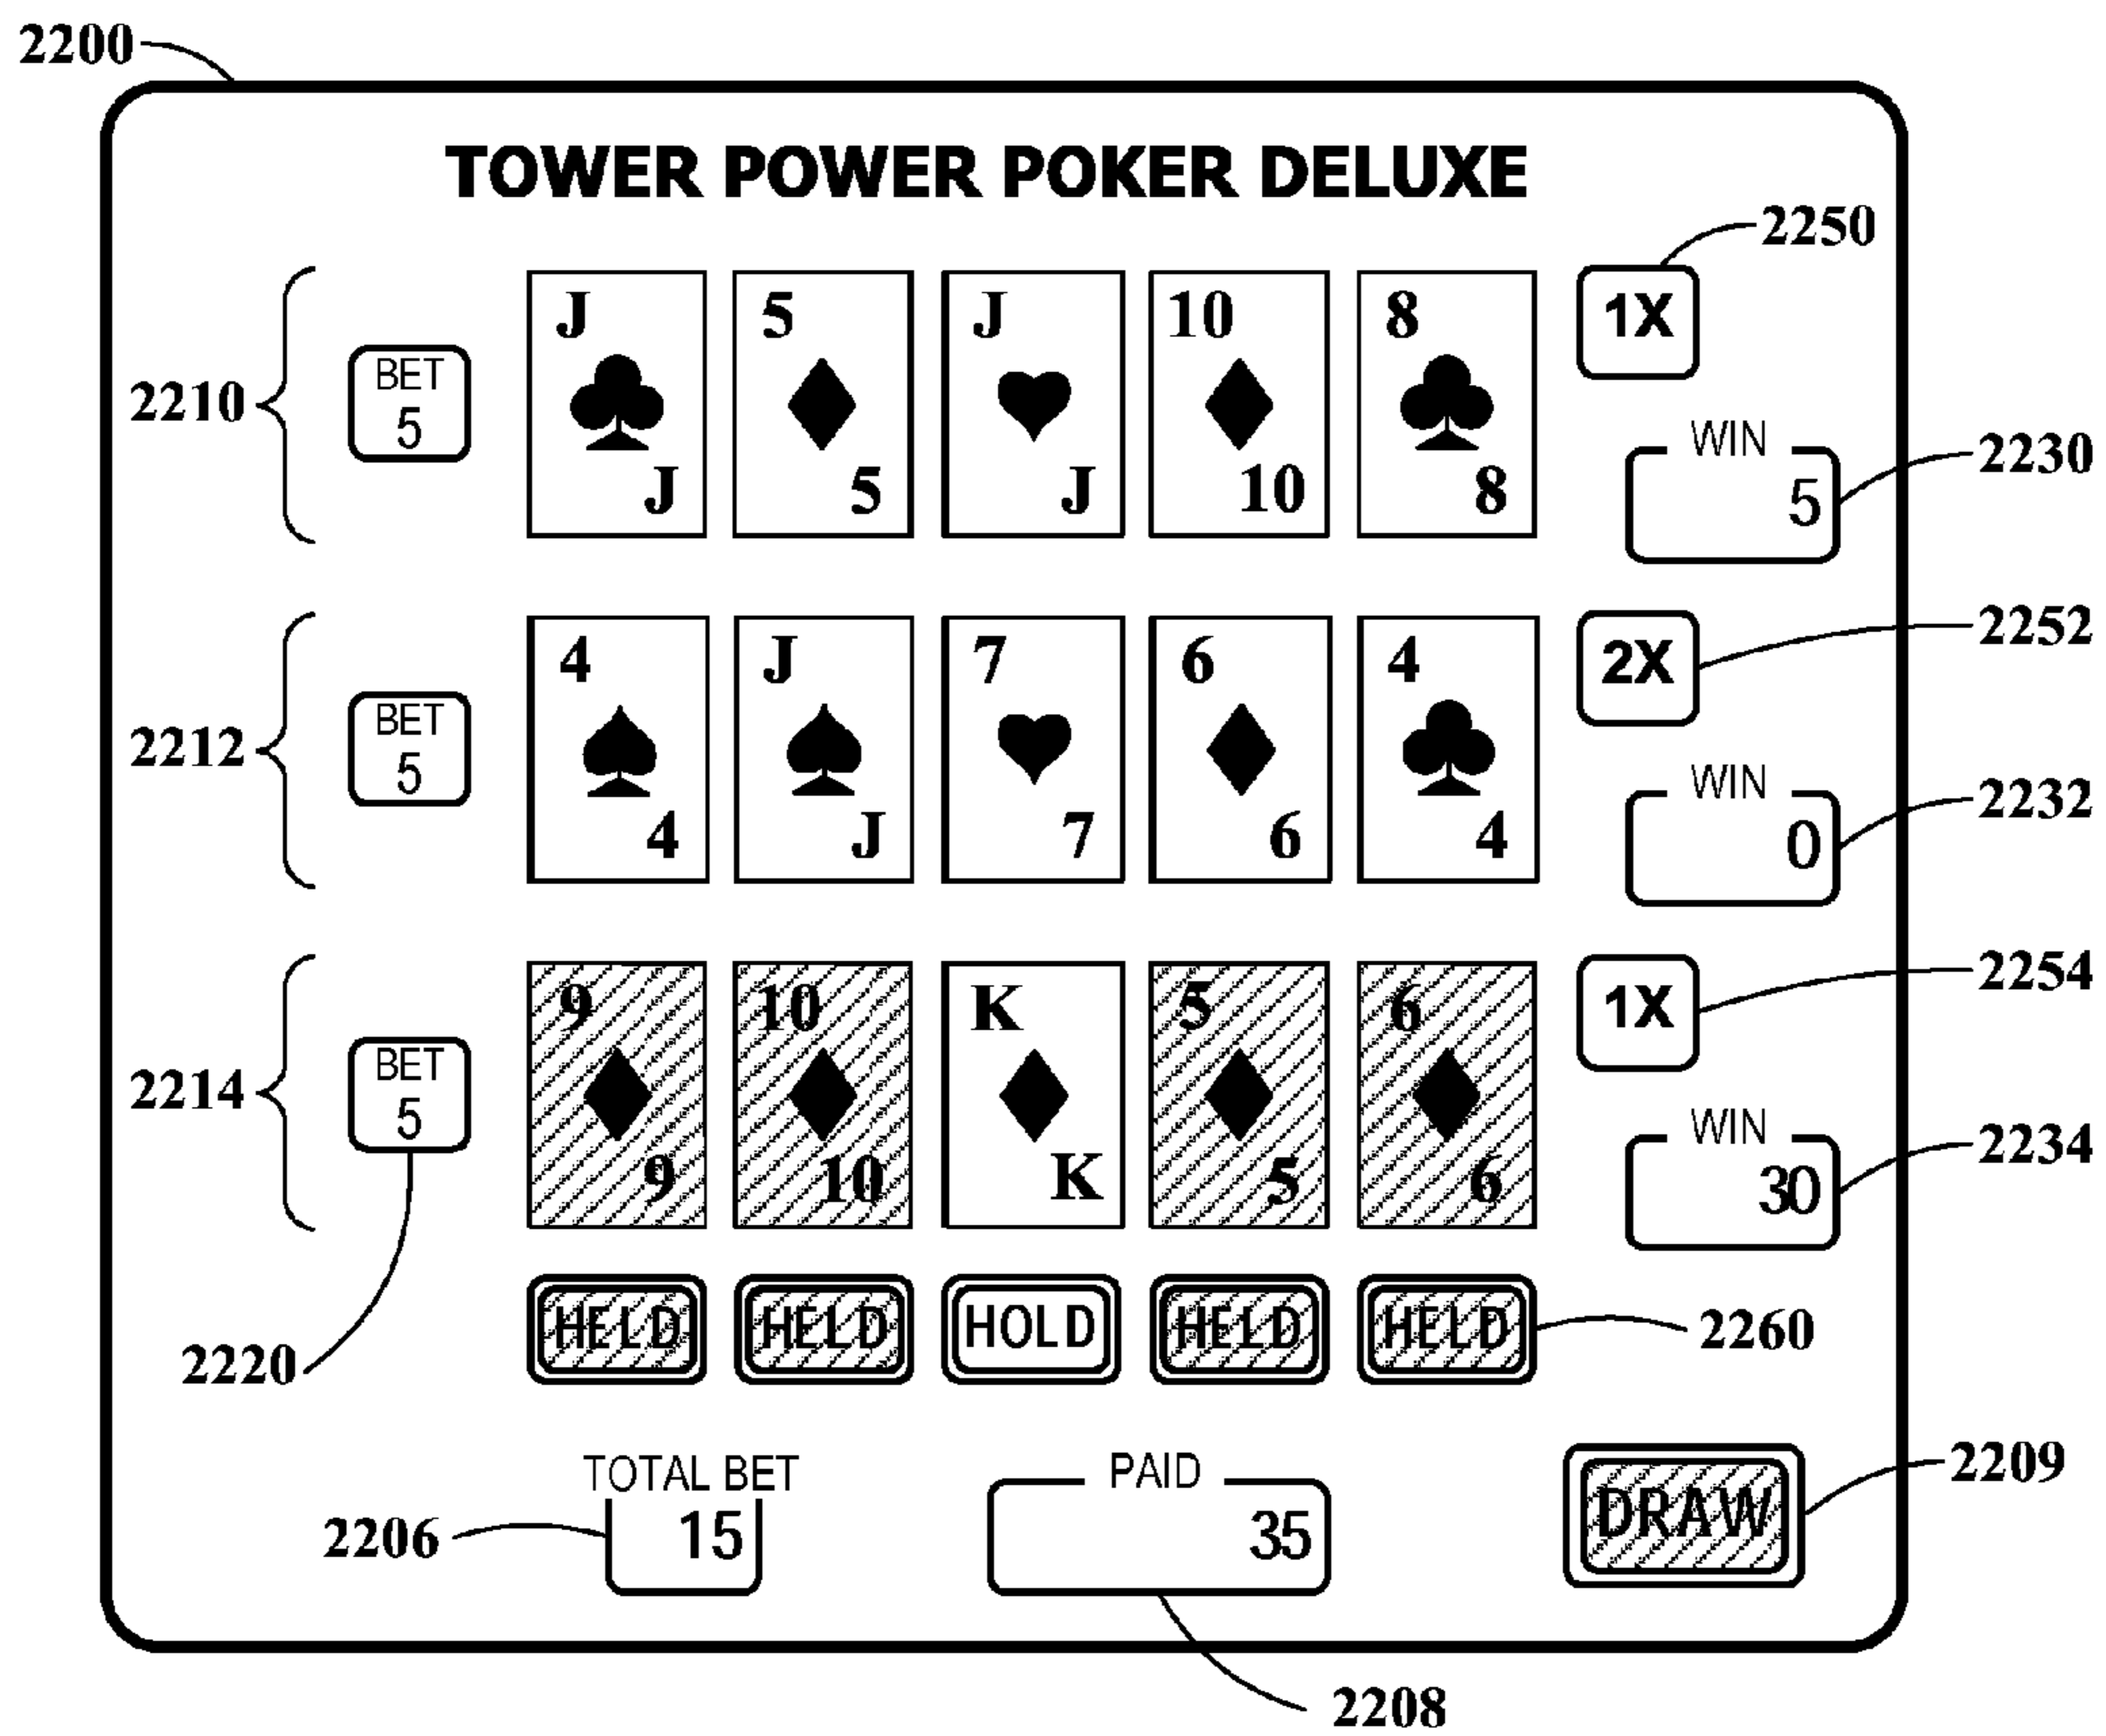 2200
TOWER POWER POKER DELUXE
2250
J 5 J 10 8
1X
BET
5
2210
J 5 J 10 8
WIN
5
2230
4 J 7 6 4
2X
2252
BET
5
2212
4 J 7 6 4
WIN
0
2232
9 10 K 5 6
1X
2254
BET
5
2214
9 10 K 5 6
WIN
30
2234
HELD HELD HOLD HELD HELD
2260
2220
TOTAL BET
15
2206
PAID
35
DRAW
2209
2208